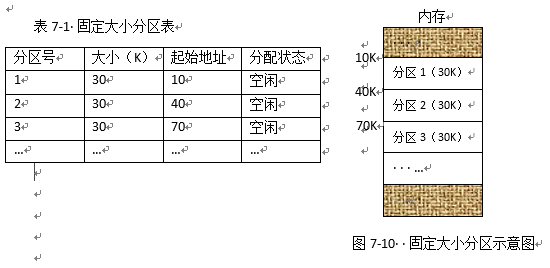 表 7-1· 固定大小分区表
分区号 大小（K） 起始地址 分配状态
1 30 10 空闲
2 30 40 空闲
3 30 70 空闲
… … … …
内存
10K
分区 1（30K）
40K
分区 2（30K）
70K
分区 3（30K）
· · · …
图 7-10· · 固定大小分区示意图